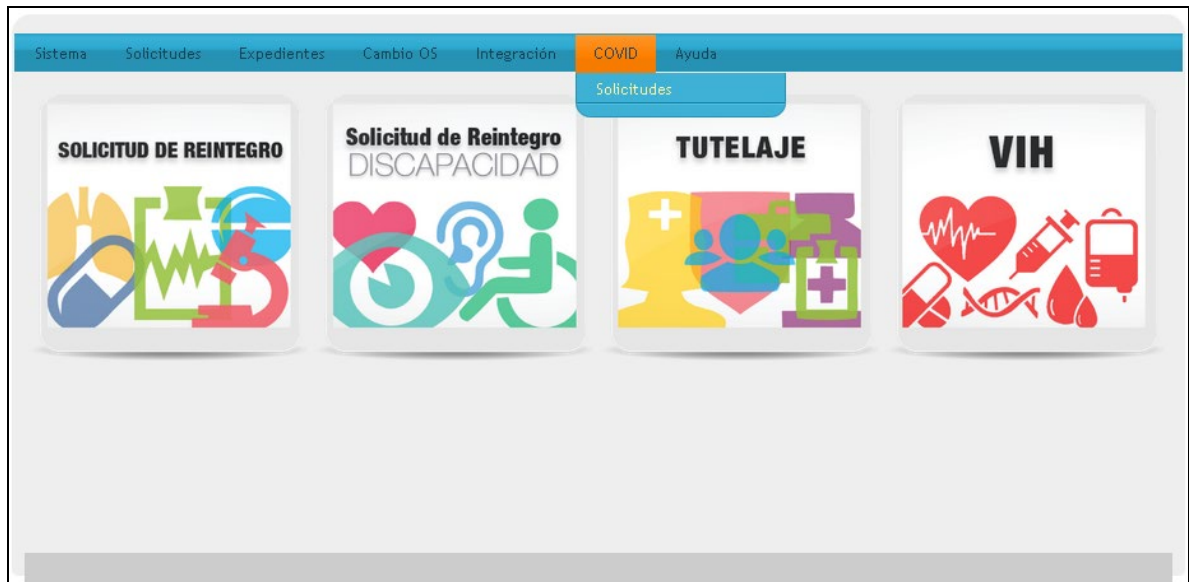 Sistema Solicitudes Expedientes Cambio OS Integración COVID Ayuda
Solicitudes
SOLICITUD DE REINTEGRO
Solicitud de Reintegro
DISCAPACIDAD
TUTELAJE
VIH